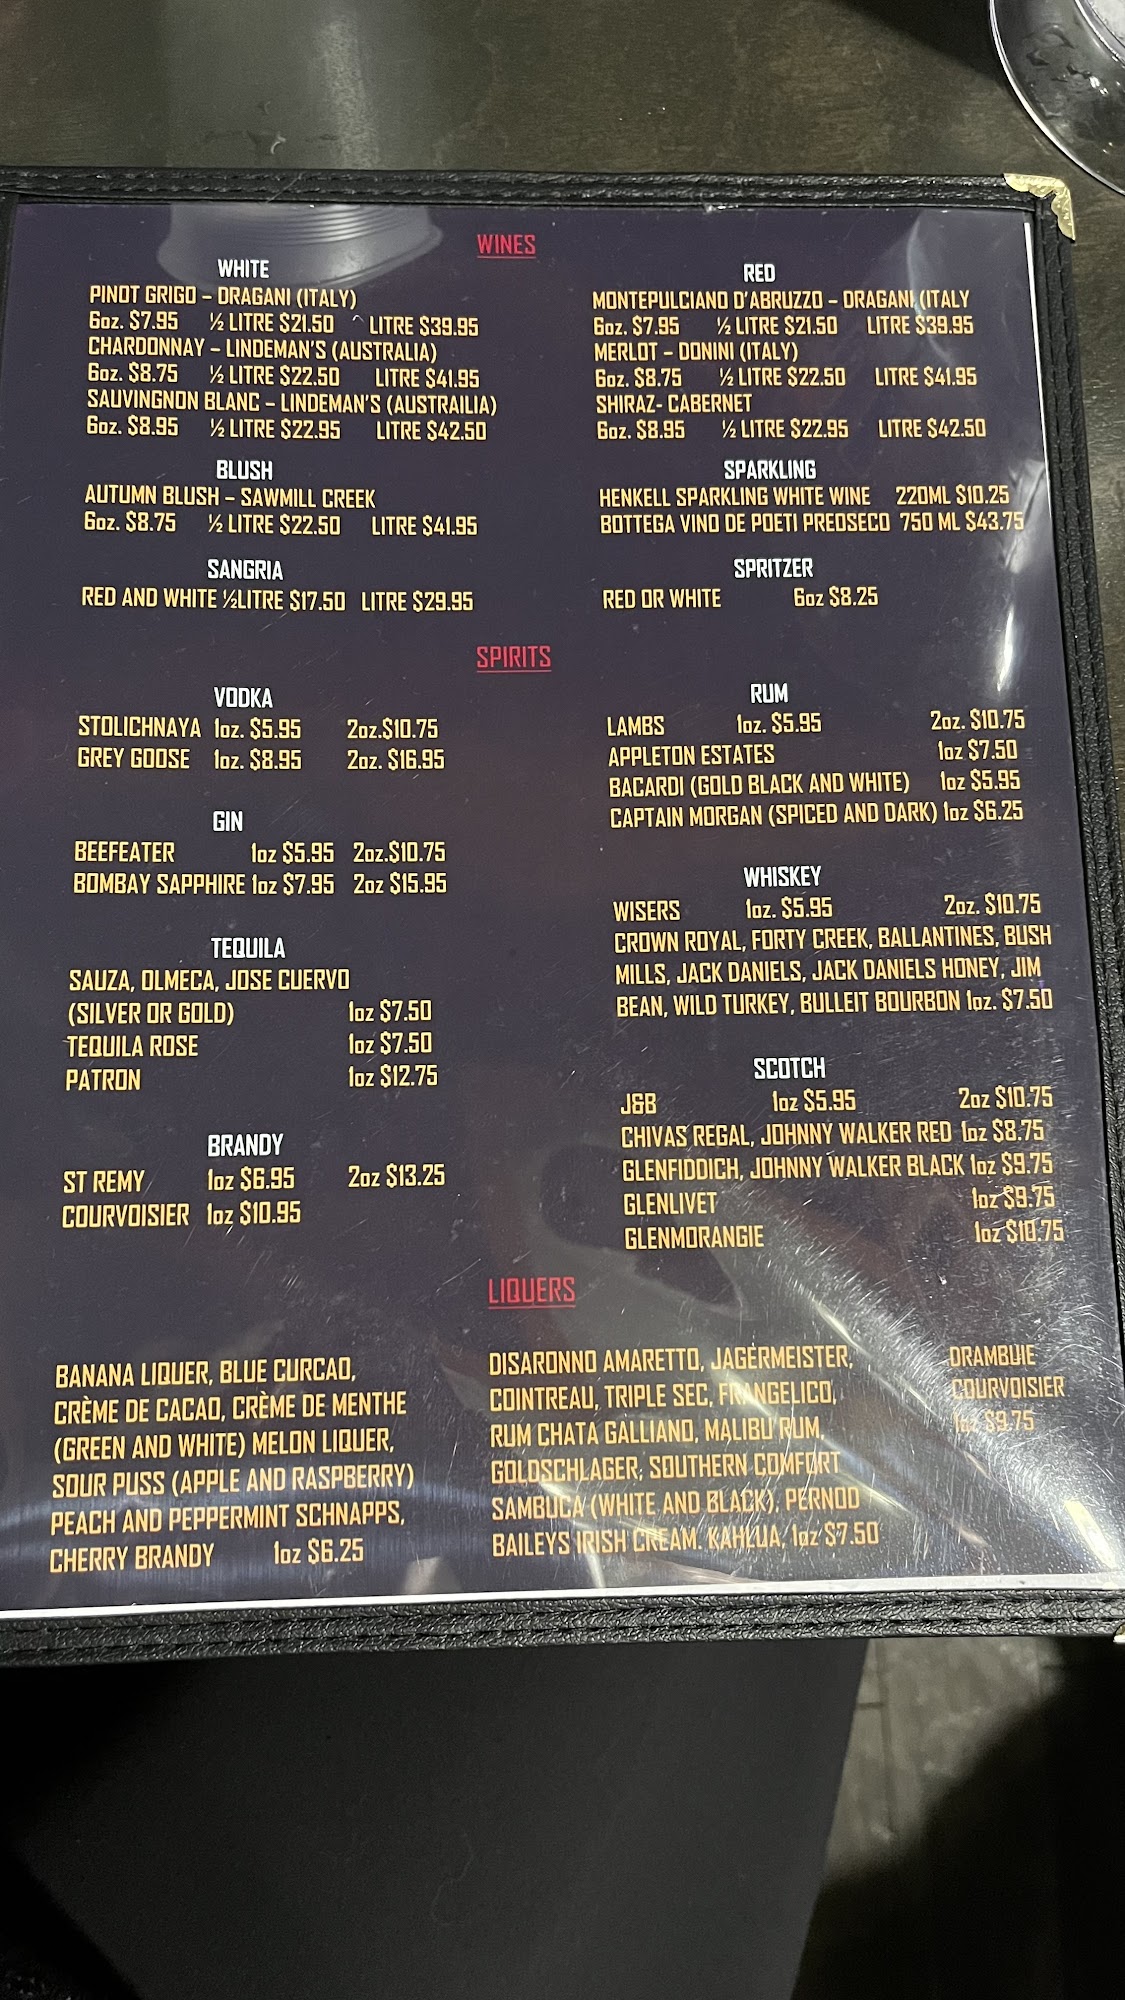 WINES
WHITE
PINOT GRIGO – DRAGANI (ITALY)
6oz. $7.95 ½ LITRE $21.50 LITRE $39.95
CHARDONNAY – LINDEMAN'S (AUSTRALIA)
6oz. $8.75 ½ LITRE $22.50 LITRE $41.95
SAUVINGNON BLANC – LINDEMAN'S (AUSTRAILIA)
6oz. $8.95 ½ LITRE $22.95 LITRE $42.50
BLUSH
AUTUMN BLUSH – SAWMILL CREEK
6oz. $8.75 ½ LITRE $22.50 LITRE $41.95
SANGRIA
RED AND WHITE ½LITRE $17.50 LITRE $29.95
RED
MONTEPULCIANO D'ABRUZZO – DRAGANI (ITALY
6oz. $7.95 ½ LITRE $21.50 LITRE $39.95
MERLOT – DONINI (ITALY)
6oz. $8.75 ½ LITRE $22.50 LITRE $41.95
SHIRAZ- CABERNET
6oz. $8.95 ½ LITRE $22.95 LITRE $42.50
SPARKLING
HENKELL SPARKLING WHITE WINE 220ML $10.25
BOTTEGA VINO DE POETI PREOSECO 750 ML $43.75
SPRITZER
RED OR WHITE 6oz $8.25
SPIRITS
VODKA
STOLICHNAYA 1oz. $5.95 2oz.$10.75
GREY GOOSE 1oz. $8.95 2oz. $16.95
GIN
BEEFEATER 1oz $5.95 2oz.$10.75
BOMBAY SAPPHIRE 1oz $7.95 2oz $15.95
TEQUILA
SAUZA, OLMECA, JOSE CUERVO
(SILVER OR GOLD) 1oz $7.50
TEQUILA ROSE 1oz $7.50
PATRON 1oz $12.75
BRANDY
ST REMY 1oz $6.95 2oz $13.25
COURVOISIER 1oz $10.95
RUM
LAMBS 1oz. $5.95 2oz. $10.75
APPLETON ESTATES 1oz $7.50
BACARDI (GOLD BLACK AND WHITE) 1oz $5.95
CAPTAIN MORGAN (SPICED AND DARK) 1oz $6.25
WHISKEY
WISERS 1oz. $5.95 2oz. $10.75
CROWN ROYAL, FORTY CREEK, BALLANTINES, BUSH
MILLS, JACK DANIELS, JACK DANIELS HONEY, JIM
BEAN, WILD TURKEY, BULLEIT BOURBON 1oz. $7.50
SCOTCH
J&B 1oz $5.95 2oz $10.75
CHIVAS REGAL, JOHNNY WALKER RED 1oz $8.75
GLENFIDDICH, JOHNNY WALKER BLACK 1oz $9.75
GLENLIVET 1oz $9.75
GLENMORANGIE 1oz $10.75
LIQUERS
BANANA LIQUER, BLUE CURCAO,
CRÈME DE CACAO, CRÈME DE MENTHE
(GREEN AND WHITE) MELON LIQUER,
SOUR PUSS (APPLE AND RASPBERRY)
PEACH AND PEPPERMINT SCHNAPPS,
CHERRY BRANDY 1oz $6.25
DISARONNO AMARETTO, JAGERMEISTER,
COINTREAU, TRIPLE SEC, FRANGELICO,
RUM CHATA GALLIANO, MALIBU RUM,
GOLDSCHLAGER; SOUTHERN COMFORT
SAMBUCA (WHITE AND BLACK). PERNOD
BAILEYS IRISH CREAM. KAHLUA, 1oz $7.50
DRAMBUIE
COURVOISIER
1oz $9.75